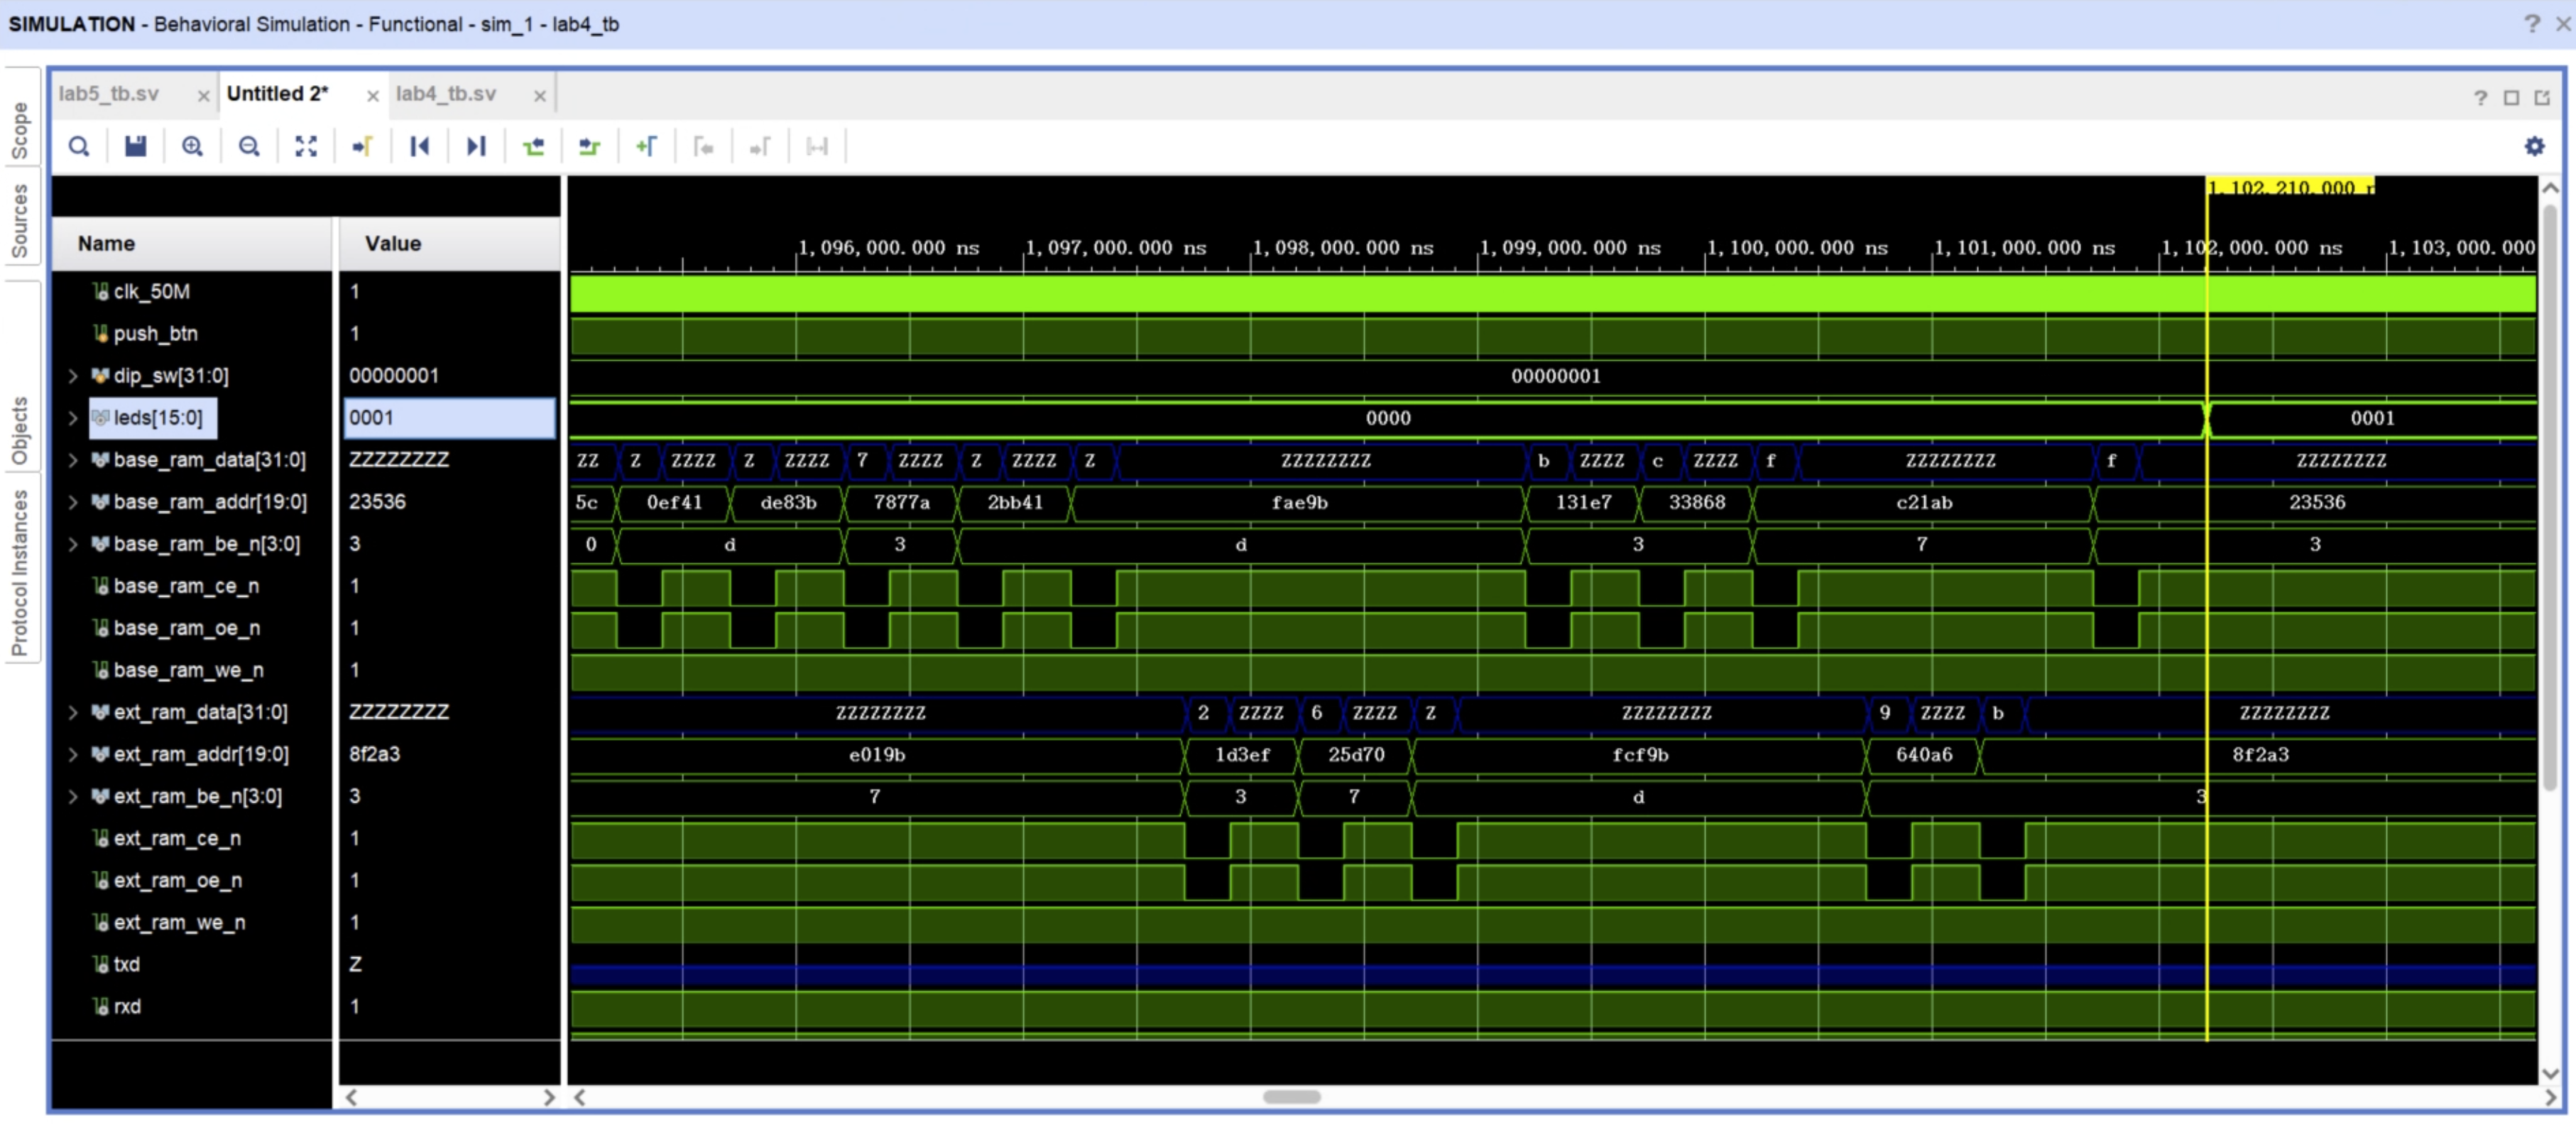 SIMULATION - Behavioral Simulation - Functional - sim_1 - lab4_tb
Scope
Sources
Objects
Protocol Instances
lab5_tb.sv
Untitled 2*
lab4_tb.sv
1,102,210.000 n
Name Value
1,096,000.000 ns 1,097,000.000 ns 1,098,000.000 ns 1,099,000.000 ns 1,100,000.000 ns 1,101,000.000 ns 1,102,000.000 ns 1,103,000.000
clk_50M 1
push_btn 1
dip_sw[31:0] 00000001 00000001
leds[15:0] 0001 0000 0001
base_ram_data[31:0] ZZZZZZZZ ZZ Z ZZZZ Z ZZZZ 7 ZZZZ Z ZZZZ Z ZZZZZZZZ b ZZZZ c ZZZZ f ZZZZZZZZ f ZZZZZZZZ
base_ram_addr[19:0] 23536 5c 0ef41 de83b 7877a 2bb41 fae9b 131e7 33868 c21ab 23536
base_ram_be_n[3:0] 3 0 d 3 d 3 7 3
base_ram_ce_n 1
base_ram_oe_n 1
base_ram_we_n 1
ext_ram_data[31:0] ZZZZZZZZ ZZZZZZZZ 2 ZZZZ 6 ZZZZ Z ZZZZZZZZ 9 ZZZZ b ZZZZZZZZ
ext_ram_addr[19:0] 8f2a3 e019b 1d3ef 25d70 fcf9b 640a6 8f2a3
ext_ram_be_n[3:0] 3 7 3 7 d 3
ext_ram_ce_n 1
ext_ram_oe_n 1
ext_ram_we_n 1
txd Z
rxd 1